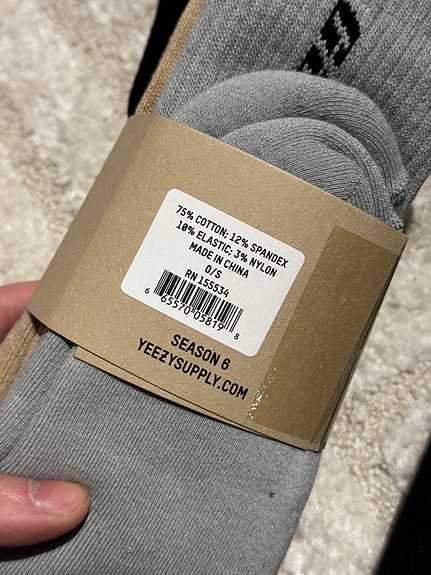 75% COTTON; 12% SPANDEX
10% ELASTIC; 3% NYLON
MADE IN CHINA
O/S
RN 155534
6 65570 05819 8
SEASON 6
YEEZYSUPPLY.COM